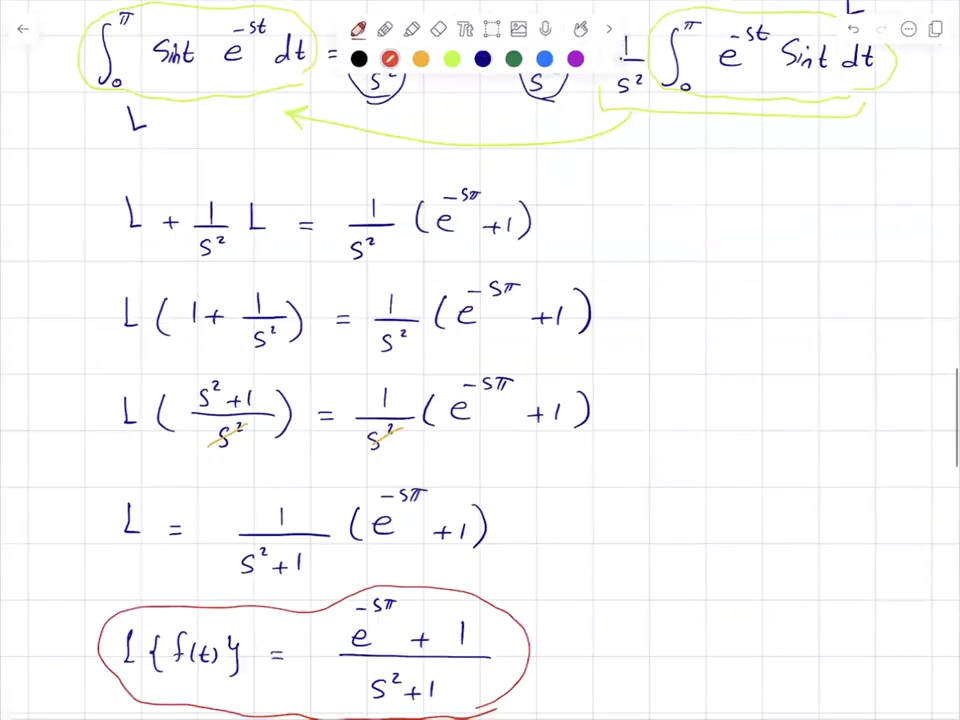 ∫₀^π Sint e^{-st} dt = s² s 1/s² ∫₀^π e^{-st} Sint dt
L
L + 1/s² L = 1/s² (e^{-sπ} +1)
L (1 + 1/s²) = 1/s² (e^{-sπ} +1)
L (s²+1/s²) = 1/s² (e^{-sπ} +1)
L = 1/s²+1 (e^{-sπ} +1)
L{f(t)} = e^{-sπ} + 1/s²+1